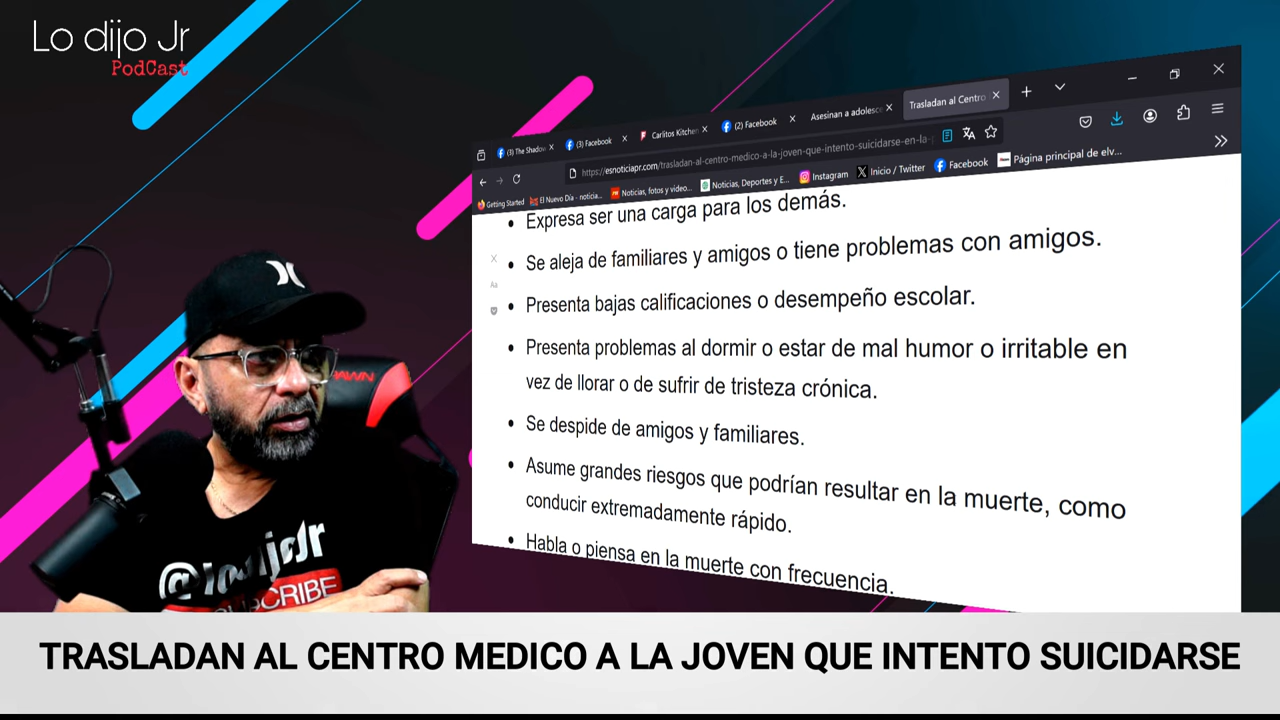 Lo dijo Jr
PodCast
(3) The Shadow
(3) Facebook
Carlitos Kitchen
(2) Facebook
Asesinan a adolesce
Trasladan al Centro
https://esnoticiapr.com/trasladan-al-centro-medico-a-la-joven-que-intento-suicidarse-en-la-
Getting Started
El Nuevo Día - noticia...
Noticias, fotos y video...
Noticias, Deportes y E...
Instagram
Inicio / Twitter
Facebook
Página principal de elv...
• Expresa ser una carga para los demás.
• Se aleja de familiares y amigos o tiene problemas con amigos.
• Presenta bajas calificaciones o desempeño escolar.
• Presenta problemas al dormir o estar de mal humor o irritable en
vez de llorar o de sufrir de tristeza crónica.
• Se despide de amigos y familiares.
• Asume grandes riesgos que podrían resultar en la muerte, como
conducir extremadamente rápido.
• Habla o piensa en la muerte con frecuencia.
Aa
@lodijoJr
SUBSCRIBE
TRASLADAN AL CENTRO MEDICO A LA JOVEN QUE INTENTO SUICIDARSE